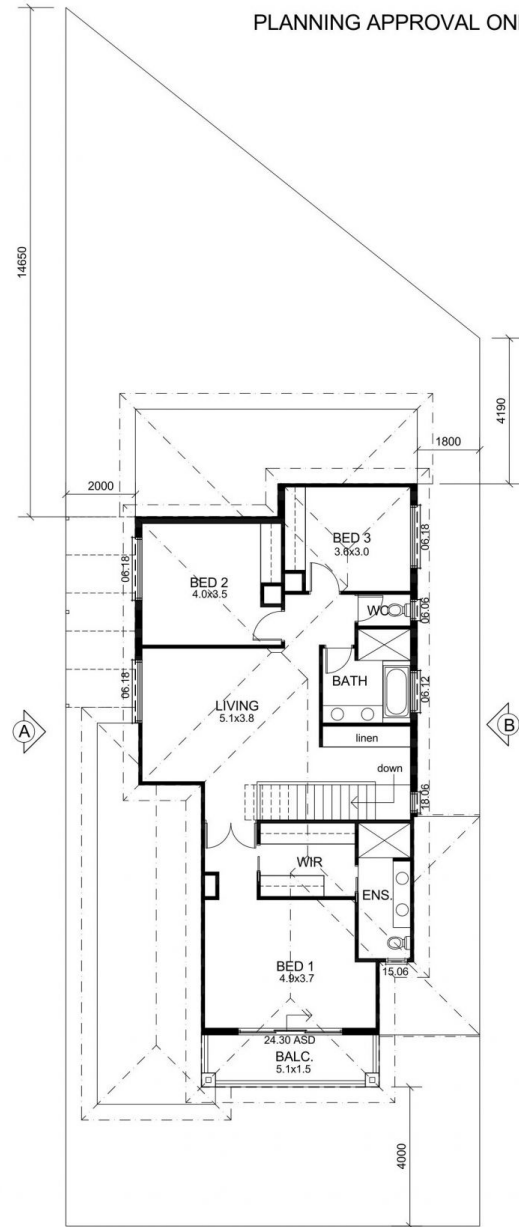 PLANNING APPROVAL ON
14650
4190
1800
2000
BED 3
3.6x3.0
06.18
06.18
BED 2
4.0x3.5
WC
06.06
BATH
06.12
06.18
LIVING
5.1x3.8
A
B
linen
down
18.06
WIR
ENS.
BED 1
4.9x3.7
15.06
24.30 ASD
BALC.
5.1x1.5
4000